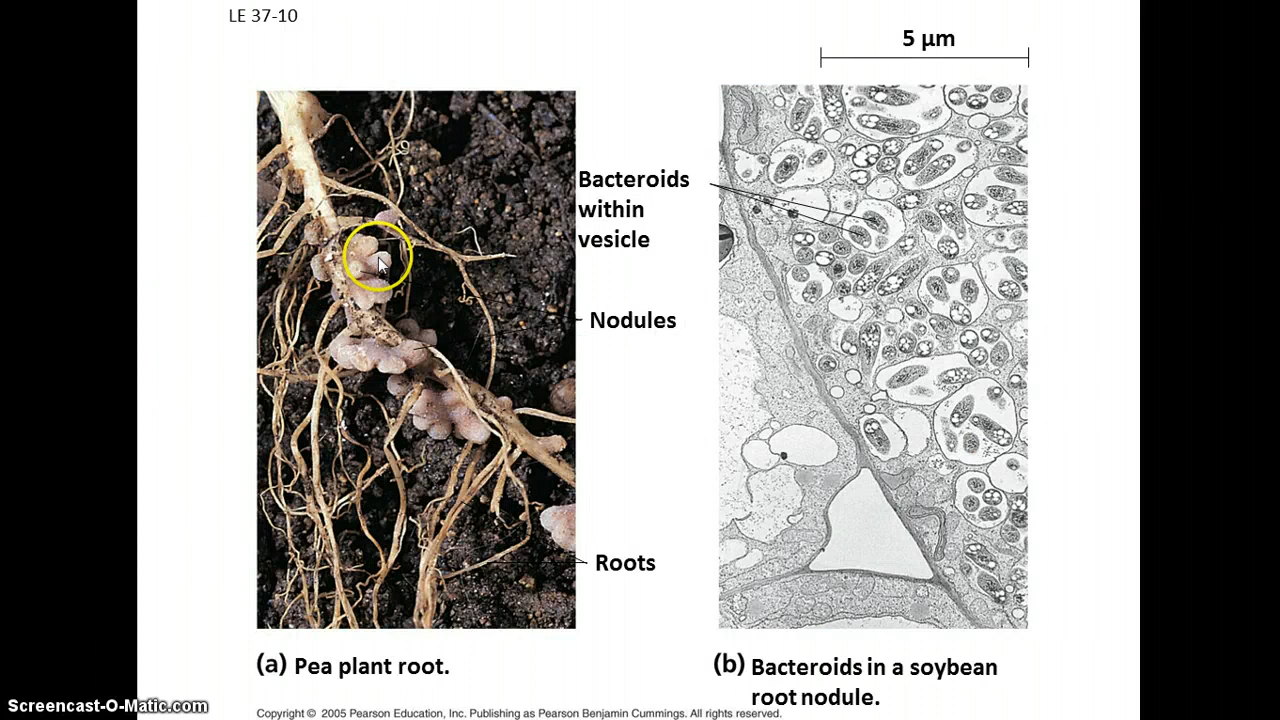 LE 37-10
5 µm
Bacteroids
within
vesicle
Nodules
Roots
(a) Pea plant root.
(b) Bacteroids in a soybean
root nodule.
Screencast-O-Matic.com
Copyright © 2005 Pearson Education, Inc. Publishing as Pearson Benjamin Cummings. All rights reserved.